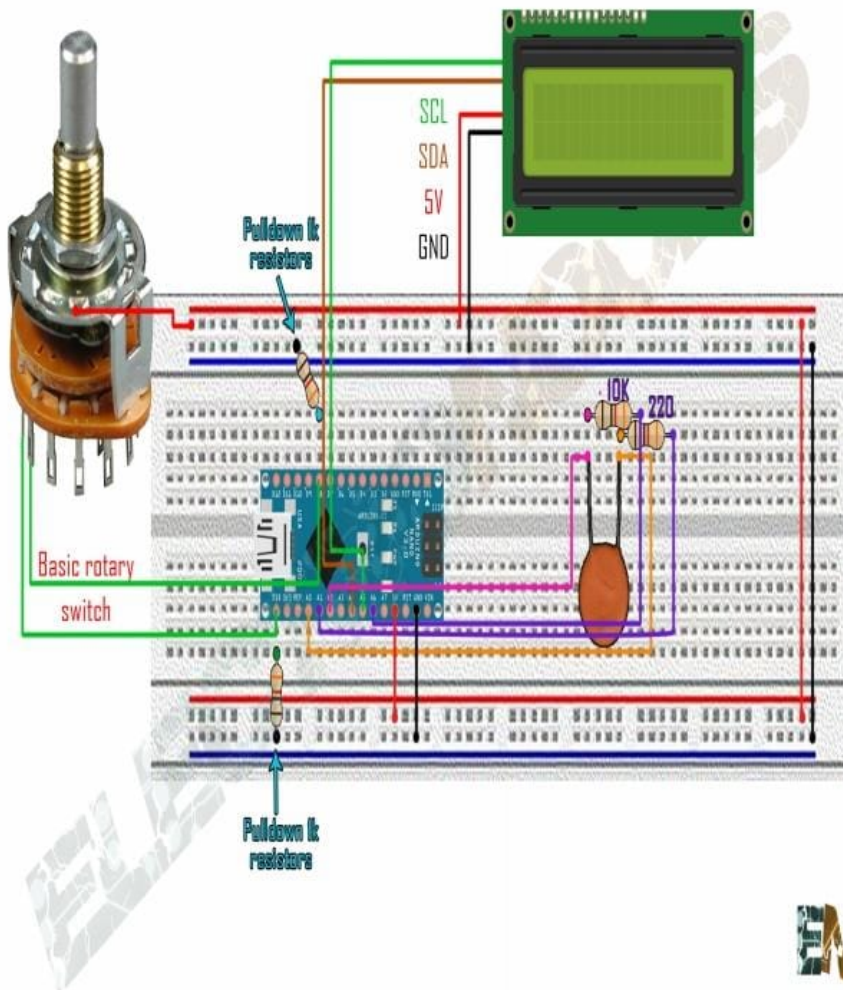 SCL
SDA
5V
GND
Pulldown 1k
resistors
10K
220
Basic rotary
switch
Pulldown 1k
resistors